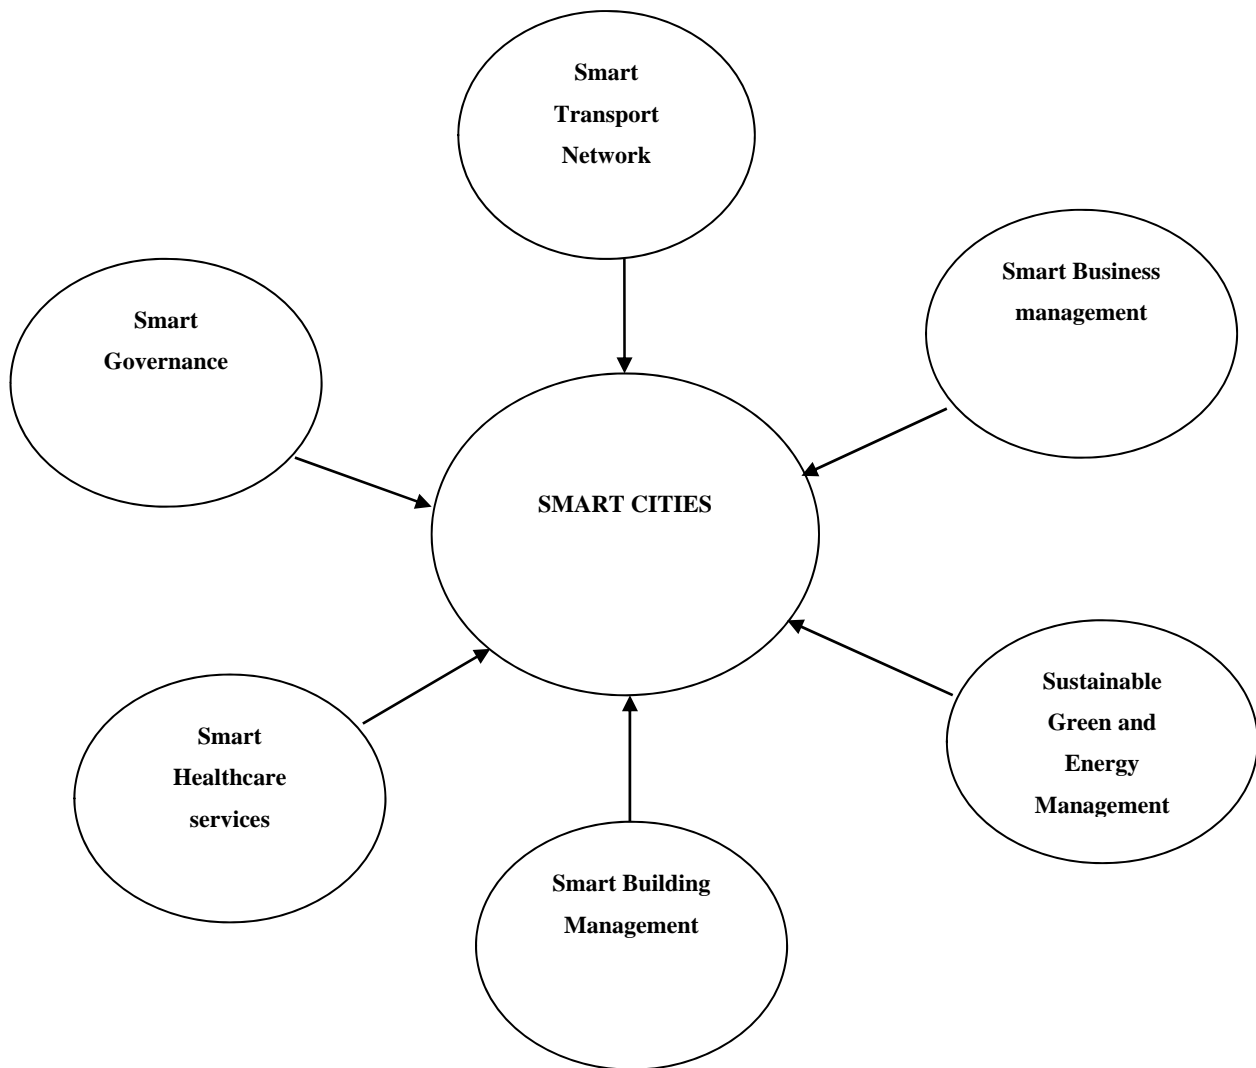 Smart
Transport
Network
Smart Business
management
Smart
Governance
SMART CITIES
Sustainable
Green and
Energy
Management
Smart
Healthcare
services
Smart Building
Management